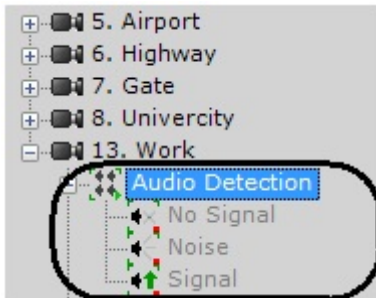 5. Airport
6. Highway
7. Gate
8. Univercity
13. Work
Audio Detection
No Signal
Noise
Signal